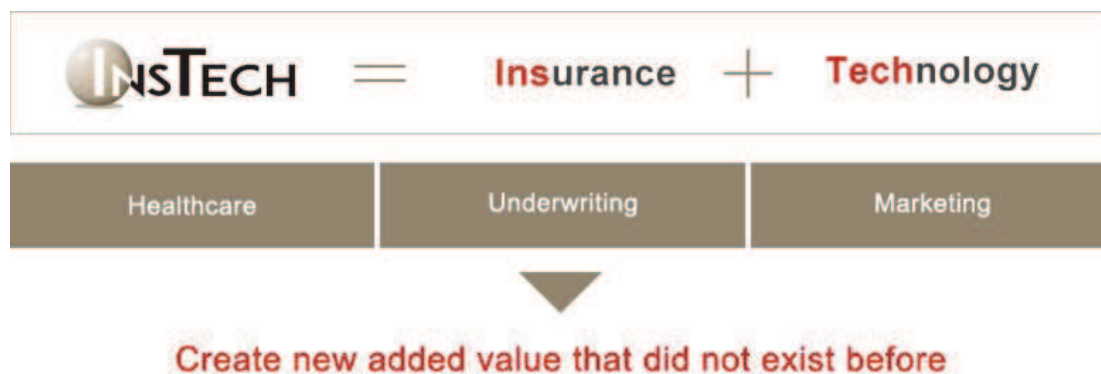 INSTECH = Insurance + Technology
Healthcare Underwriting Marketing
Create new added value that did not exist before